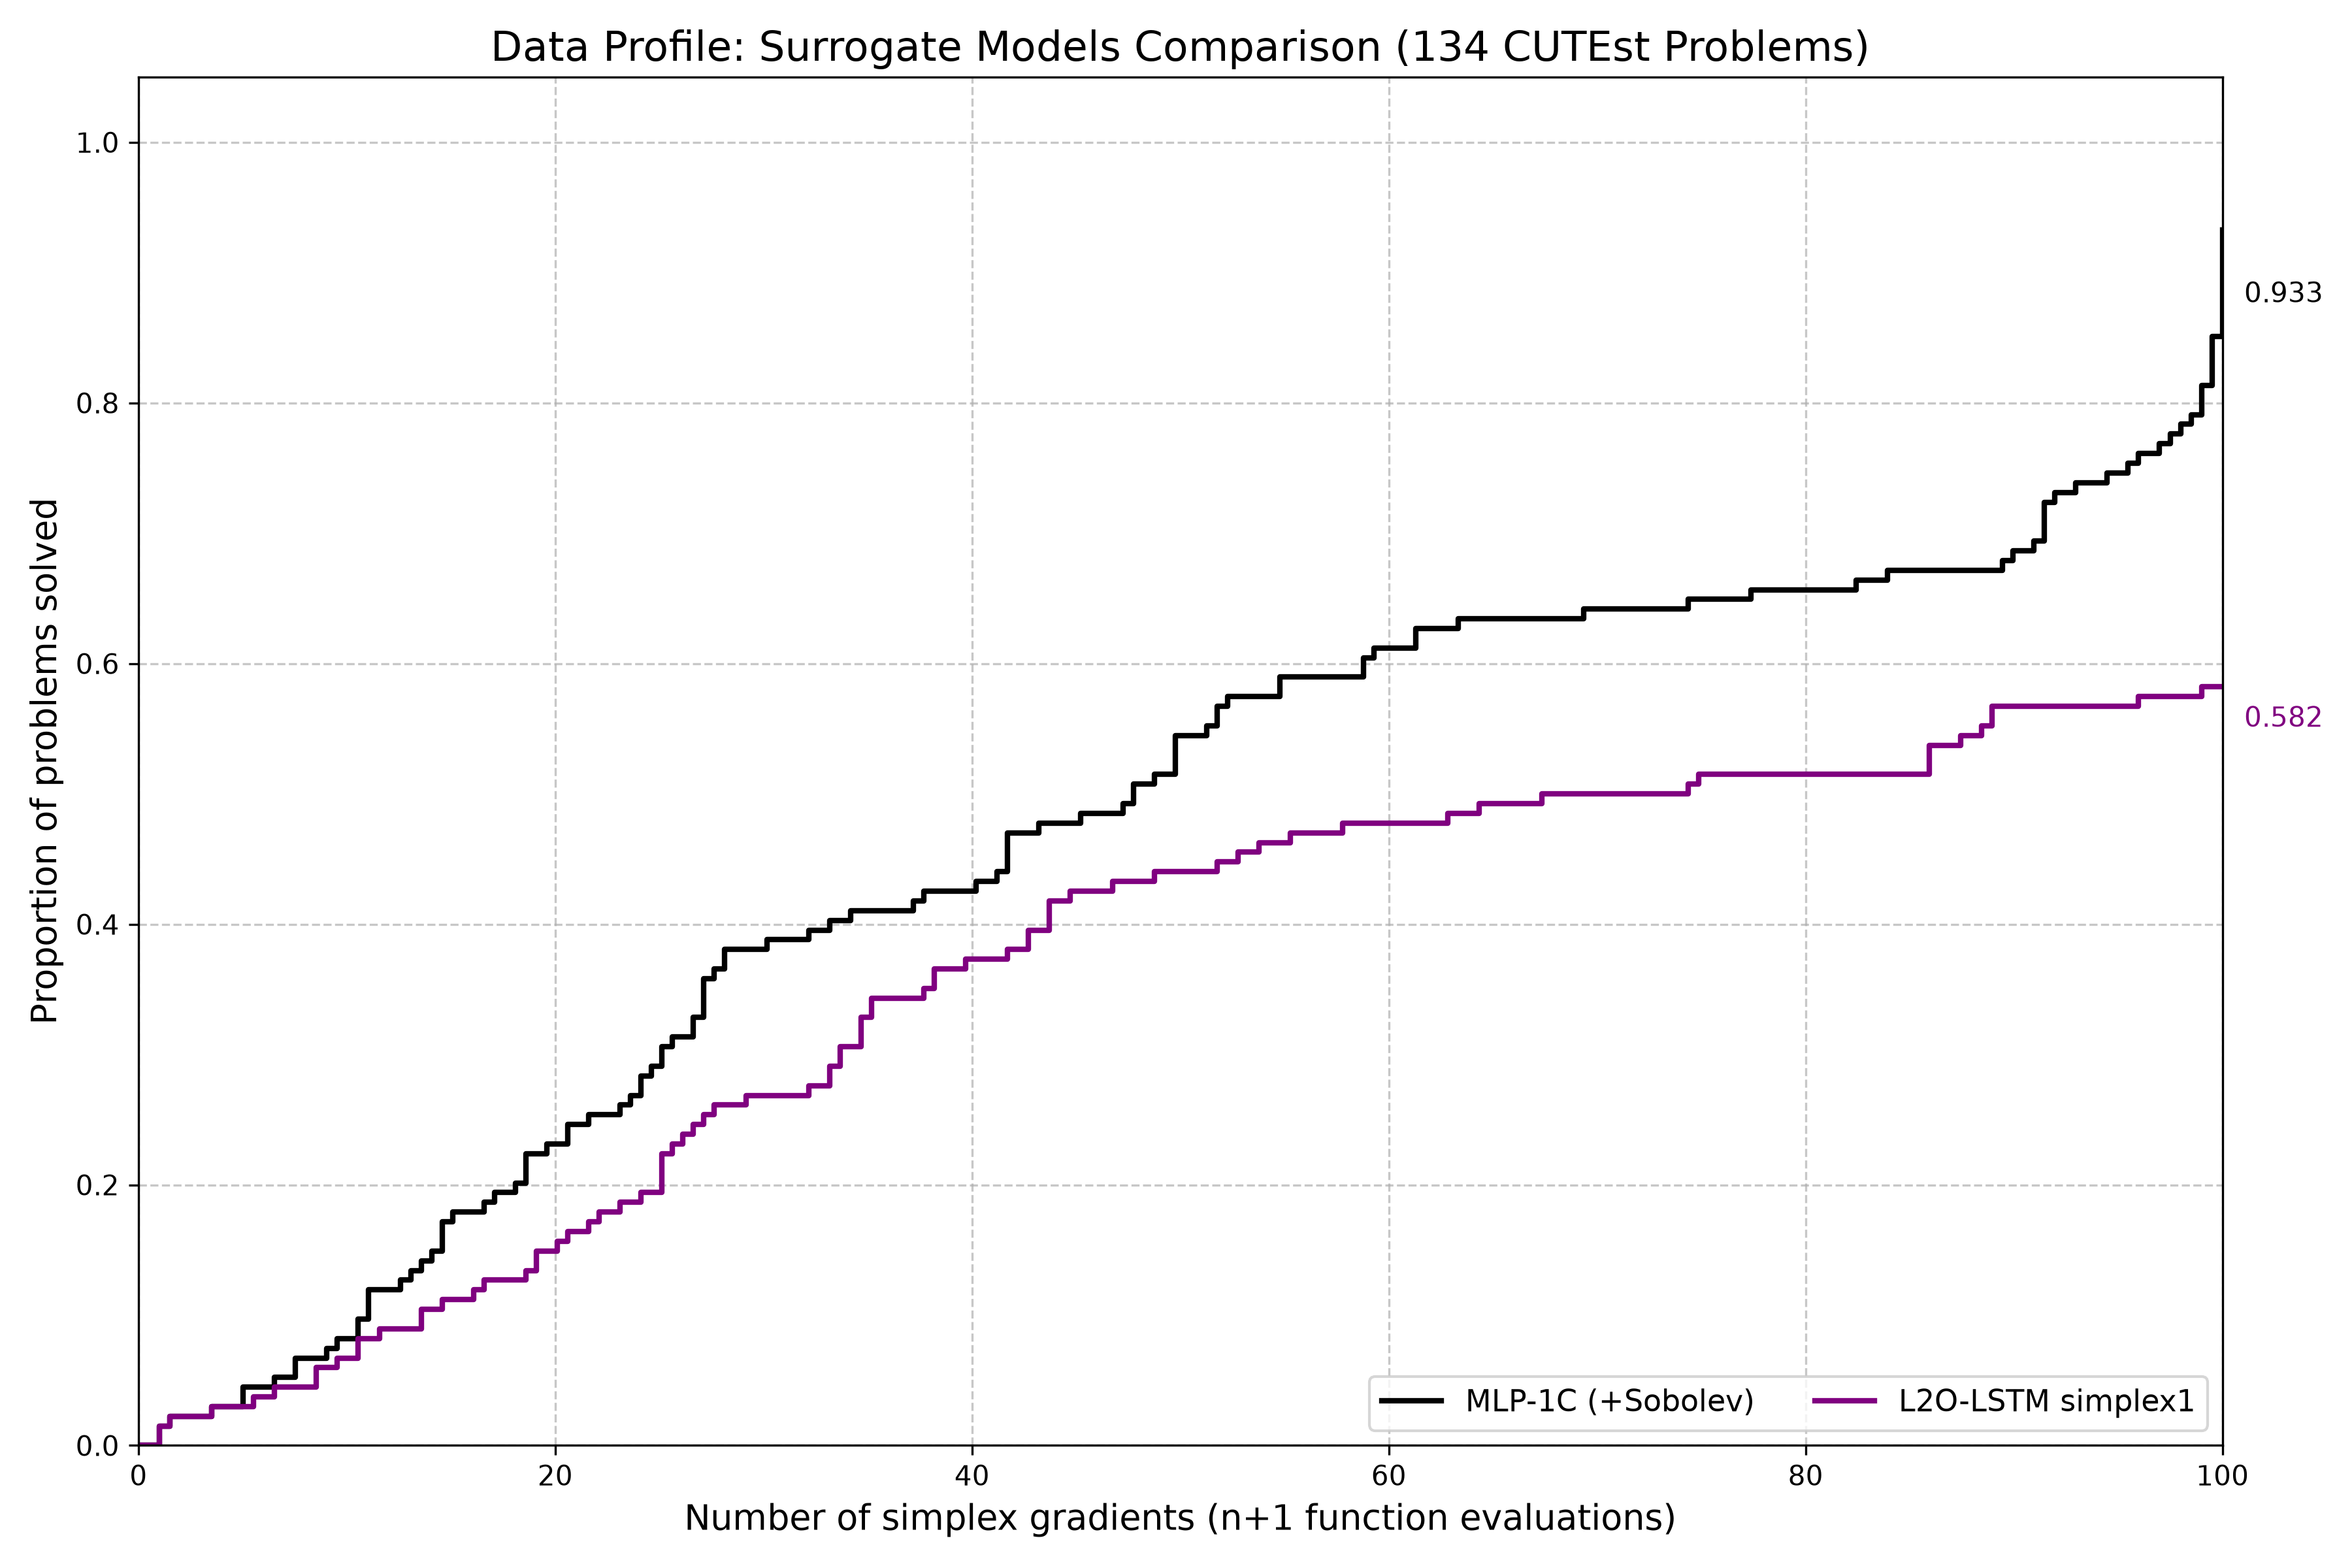 Data Profile: Surrogate Models Comparison (134 CUTEst Problems)
Proportion of problems solved
1.0
0.8
0.6
0.4
0.2
0.0
0.933
0.582
MLP-1C (+Sobolev) L2O-LSTM simplex1
0 20 40 60 80 100
Number of simplex gradients (n+1 function evaluations)